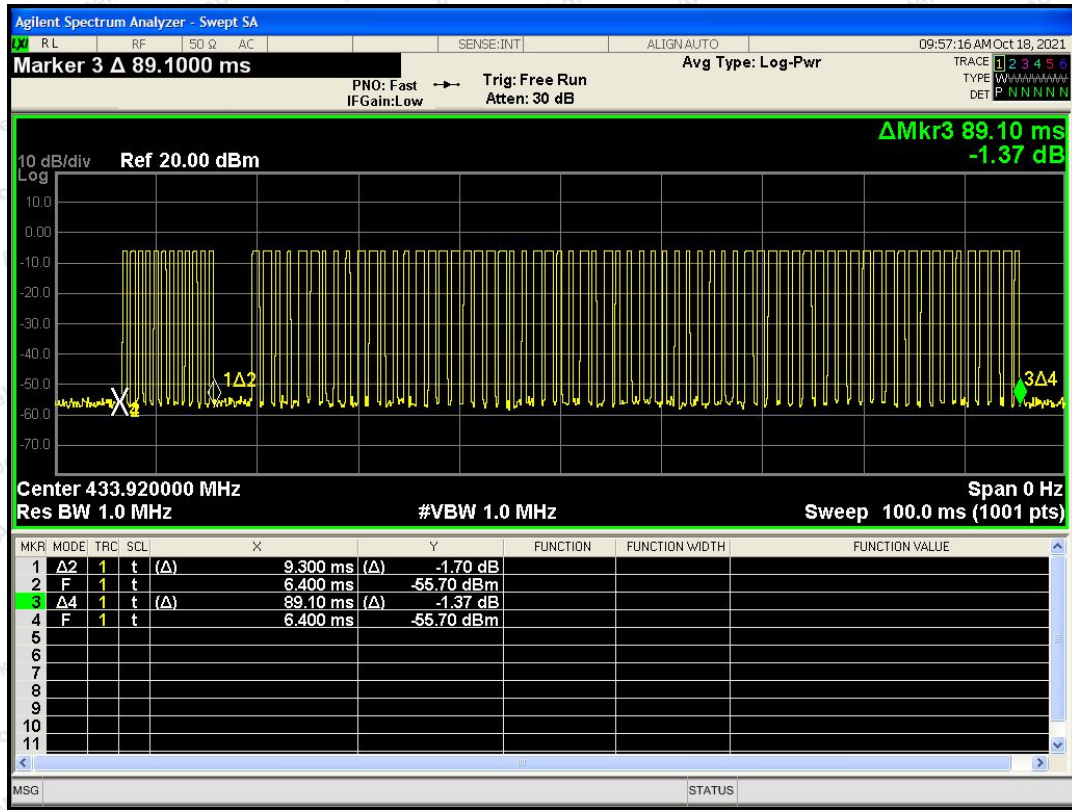 Agilent Spectrum Analyzer - Swept SA
LXI RL RF 50 Ω AC SENSE:INT ALIGN AUTO 09:57:16 AM Oct 18, 2021
Marker 3 Δ 89.1000 ms Avg Type: Log-Pwr TRACE 1 2 3 4 5 6
PNO: Fast Trig: Free Run TYPE W
IFGain:Low Atten: 30 dB DET P N N N N N
ΔMkr3 89.10 ms
10 dB/div Ref 20.00 dBm -1.37 dB
Log
10.0
0.00
-10.0
-20.0
-30.0
-40.0
-50.0 1Δ2 3Δ4
-60.0
-70.0
Center 433.920000 MHz Span 0 Hz
Res BW 1.0 MHz #VBW 1.0 MHz Sweep 100.0 ms (1001 pts)
MKR MODE TRC SCL X Y FUNCTION FUNCTION WIDTH FUNCTION VALUE
1 Δ2 1 t (Δ) 9.300 ms (Δ) -1.70 dB
2 F 1 t 6.400 ms -55.70 dBm
3 Δ4 1 t (Δ) 89.10 ms (Δ) -1.37 dB
4 F 1 t 6.400 ms -55.70 dBm
5
6
7
8
9
10
11
MSG STATUS